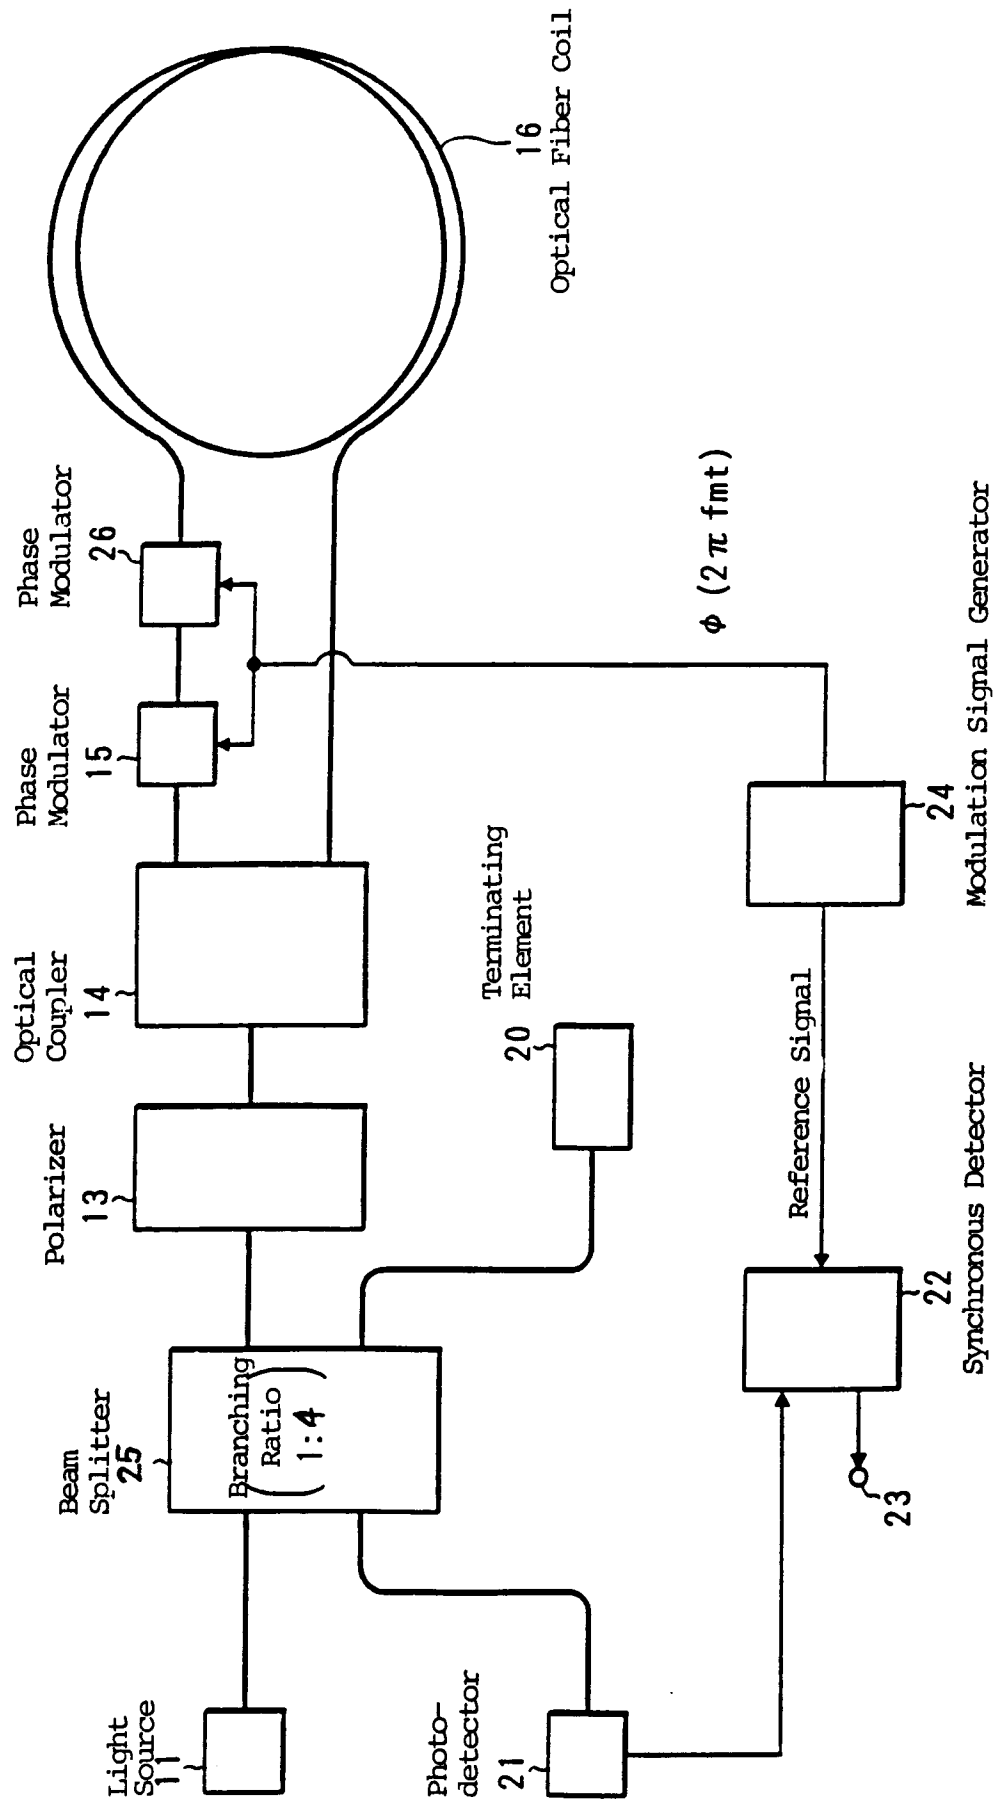 Light
Source
11
Beam
Splitter
25
Branching
Ratio
1:4
Polarizer
13
Optical
Coupler
14
Phase
Modulator
15
Phase
Modulator
26
16
Optical Fiber Coil
Photo-
detector
21
20
Terminating
Element
ϕ (2π fmt)
Reference Signal
22
Synchronous Detector
23
24
Modulation Signal Generator